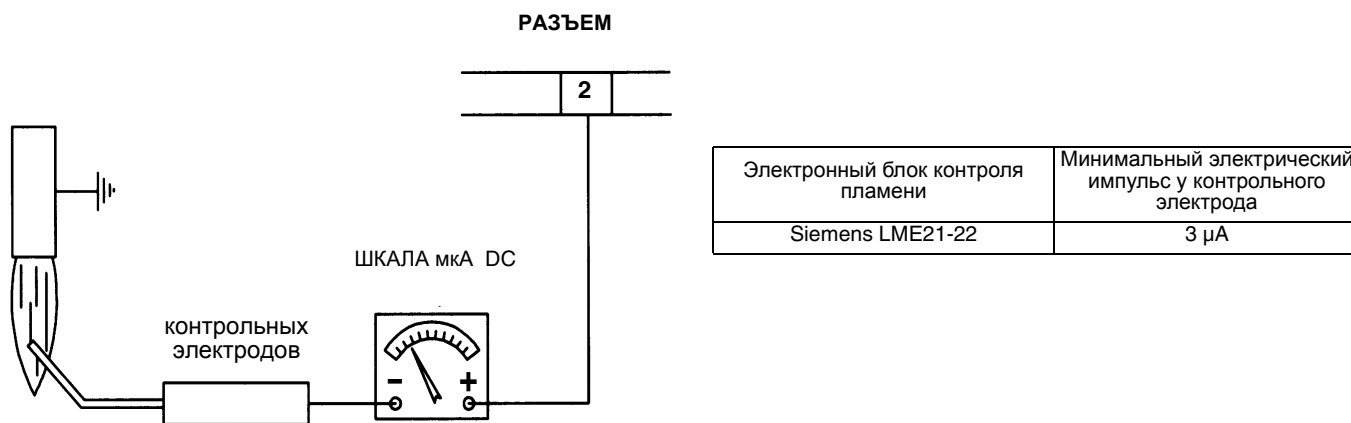 РАЗЪЕМ
2
ШКАЛА мкА  DC
контрольных
электродов
- +
Электронный блок контроля
пламени
Минимальный электрический
импульс у контрольного
электрода
Siemens LME21-22
3 µA